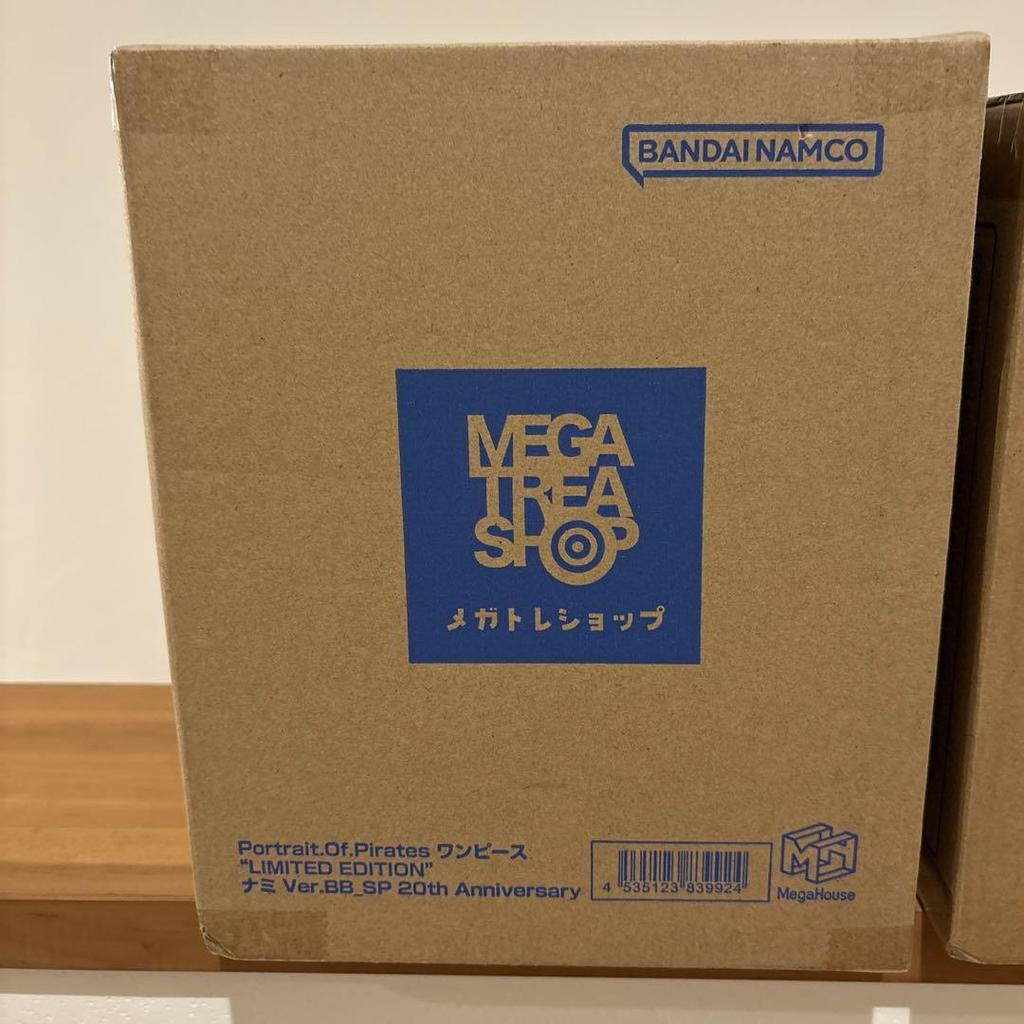 BANDAI NAMCO
MEGA
TREA
SHOP
メガトレショップ
Portrait.Of.Pirates ワンピース
“LIMITED EDITION”
ナミ Ver.BB_SP 20th Anniversary
4 535123 839924
MegaHouse